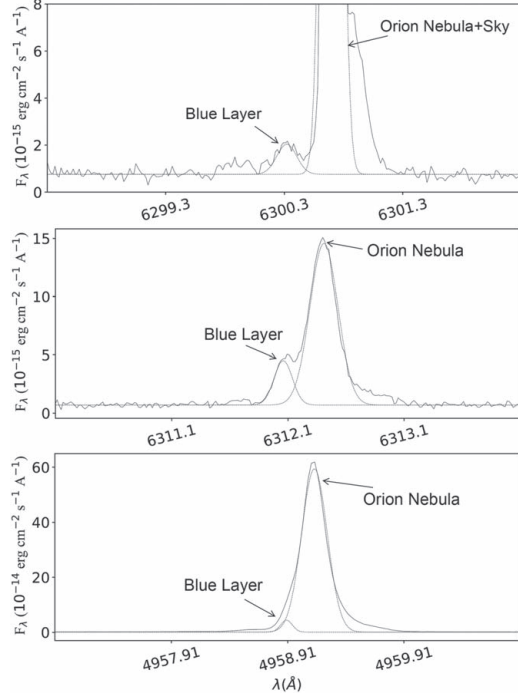 8
6
4
2
0
F_λ (10⁻¹⁵ erg cm⁻² s⁻¹ A⁻¹)
Orion Nebula+Sky
Blue Layer
6299.3
6300.3
6301.3
15
10
5
0
F_λ (10⁻¹⁵ erg cm⁻² s⁻¹ A⁻¹)
Orion Nebula
Blue Layer
6311.1
6312.1
6313.1
60
40
20
0
F_λ (10⁻¹⁴ erg cm⁻² s⁻¹ A⁻¹)
Orion Nebula
Blue Layer
4957.91
4958.91
4959.91
λ(Å)